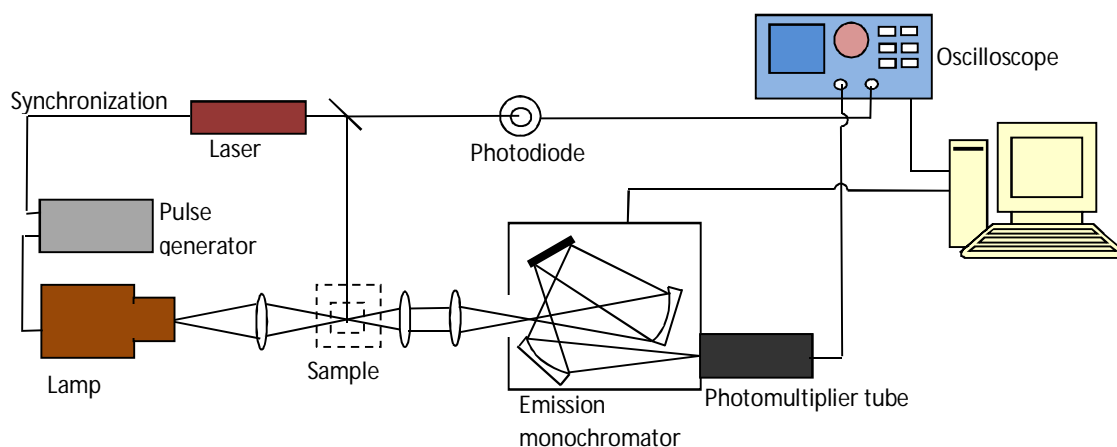 Oscilloscope
Synchronization
Laser
Photodiode
Pulse
generator
Lamp
Sample
Emission
monochromator
Photomultiplier tube